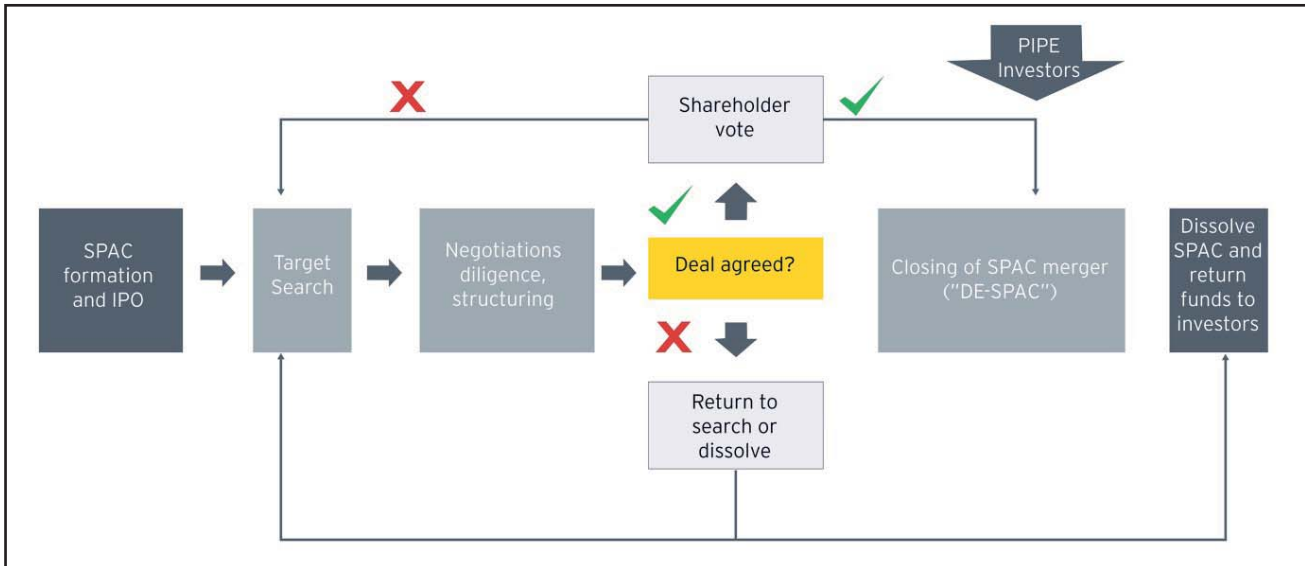 PIPE
Investors
Shareholder
vote
SPAC
formation
and IPO
Target
Search
Negotiations
diligence,
structuring
Deal agreed?
Closing of SPAC merger
("DE-SPAC")
Dissolve
SPAC and
return
funds to
investors
Return to
search or
dissolve